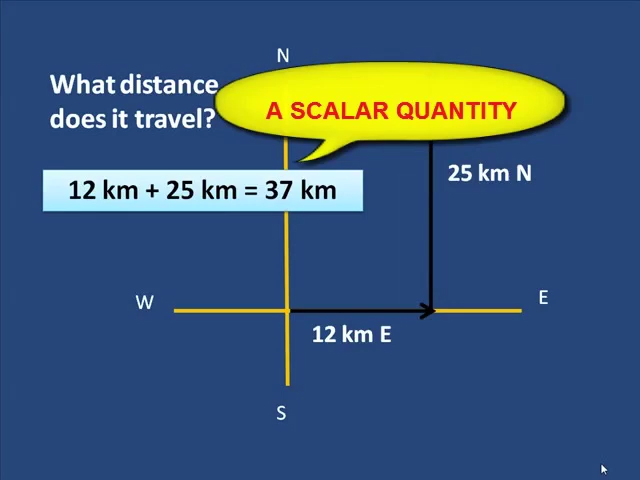 N
What distance
does it travel?
A SCALAR QUANTITY
25 km N
12 km + 25 km = 37 km
W
E
12 km E
S